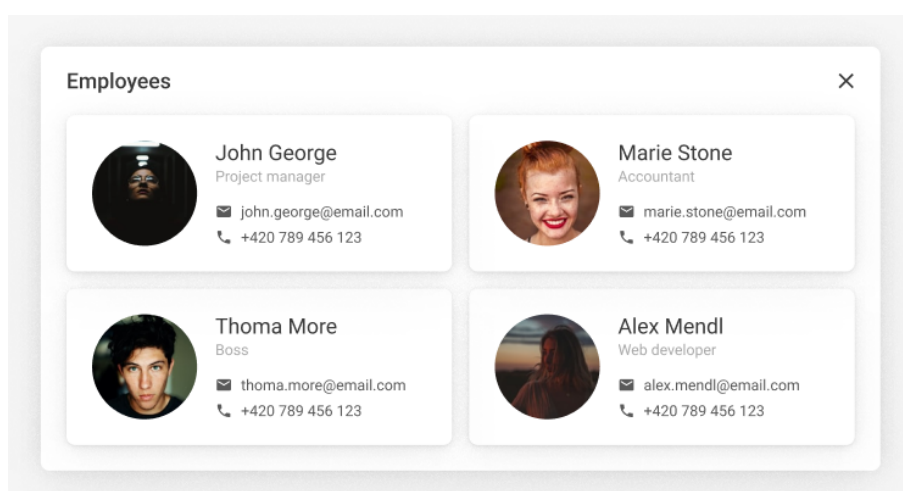 Employees
John George
Project manager
john.george@email.com
+420 789 456 123
Marie Stone
Accountant
marie.stone@email.com
+420 789 456 123
Thoma More
Boss
thoma.more@email.com
+420 789 456 123
Alex Mendl
Web developer
alex.mendl@email.com
+420 789 456 123